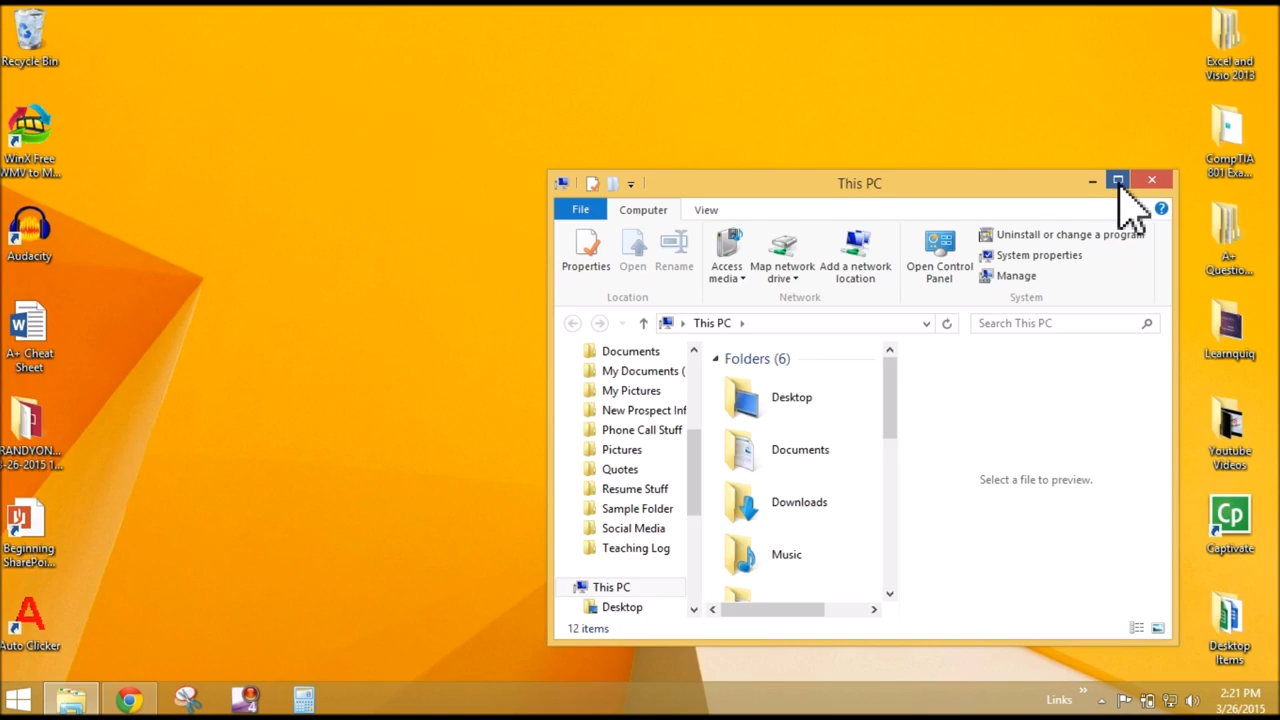 Recycle Bin
WinX Free
WMV to M...
Audacity
A+ Cheat
Sheet
RANDYON...
3-26-2015 1...
Beginning
SharePoi...
Auto Clicker
Excel and
Visio 2013
CompTIA
801 Exa...
A+
Questio...
Learnquiq
Youtube
Videos
Cp
Captivate
Desktop
Items
This PC
File
Computer
View
Properties
Open
Rename
Access
media
Map network
drive
Add a network
location
Open Control
Panel
Uninstall or change a program
System properties
Manage
Location
Network
System
This PC
Search This PC
Documents
My Documents (
My Pictures
New Prospect Inf
Phone Call Stuff
Pictures
Quotes
Resume Stuff
Sample Folder
Social Media
Teaching Log
This PC
Desktop
Folders (6)
Desktop
Documents
Downloads
Music
Select a file to preview.
12 items
Links
2:21 PM
3/26/2015